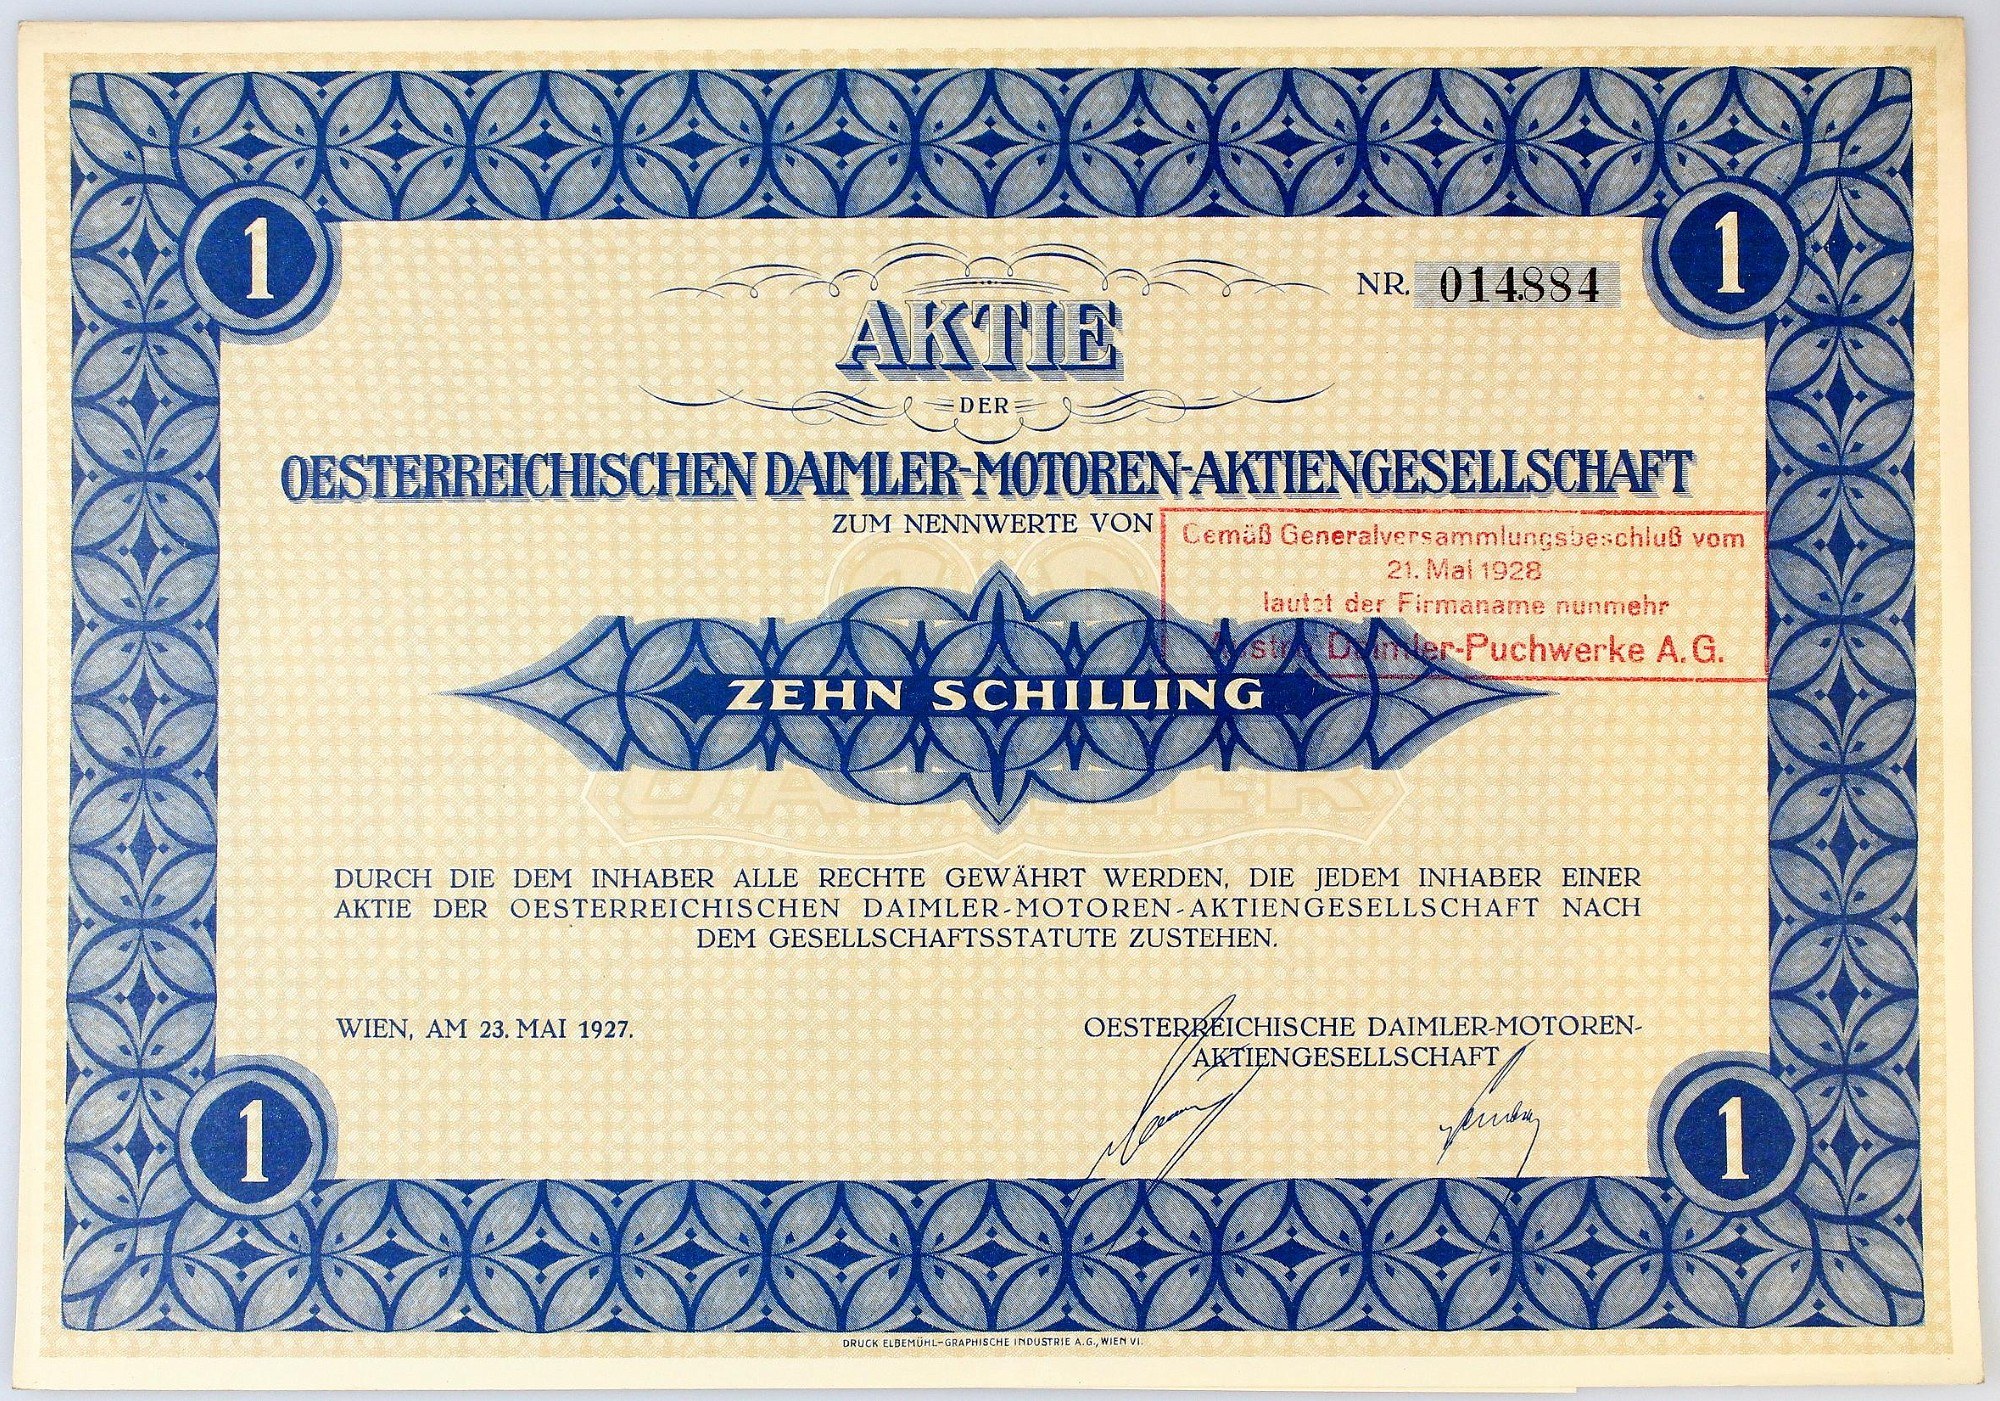 1
1
NR. 014884
AKTIE
DER
OESTERREICHISCHEN DAIMLER-MOTOREN-AKTIENGESELLSCHAFT
ZUM NENNWERTE VON
Gemäß Generalversammlungsbeschluß vom
21. Mai 1928
lautet der Firmaname nunmehr
Austro Daimler-Puchwerke A.G.
ZEHN SCHILLING
DAIMLER
DURCH DIE DEM INHABER ALLE RECHTE GEWÄHRT WERDEN, DIE JEDEM INHABER EINER
AKTIE DER OESTERREICHISCHEN DAIMLER-MOTOREN-AKTIENGESELLSCHAFT NACH
DEM GESELLSCHAFTSSTATUTE ZUSTEHEN.
WIEN, AM 23. MAI 1927.
OESTERREICHISCHE DAIMLER-MOTOREN-
AKTIENGESELLSCHAFT
1
1
DRUCK ELBEMÜHL-GRAPHISCHE INDUSTRIE A.G., WIEN VI.